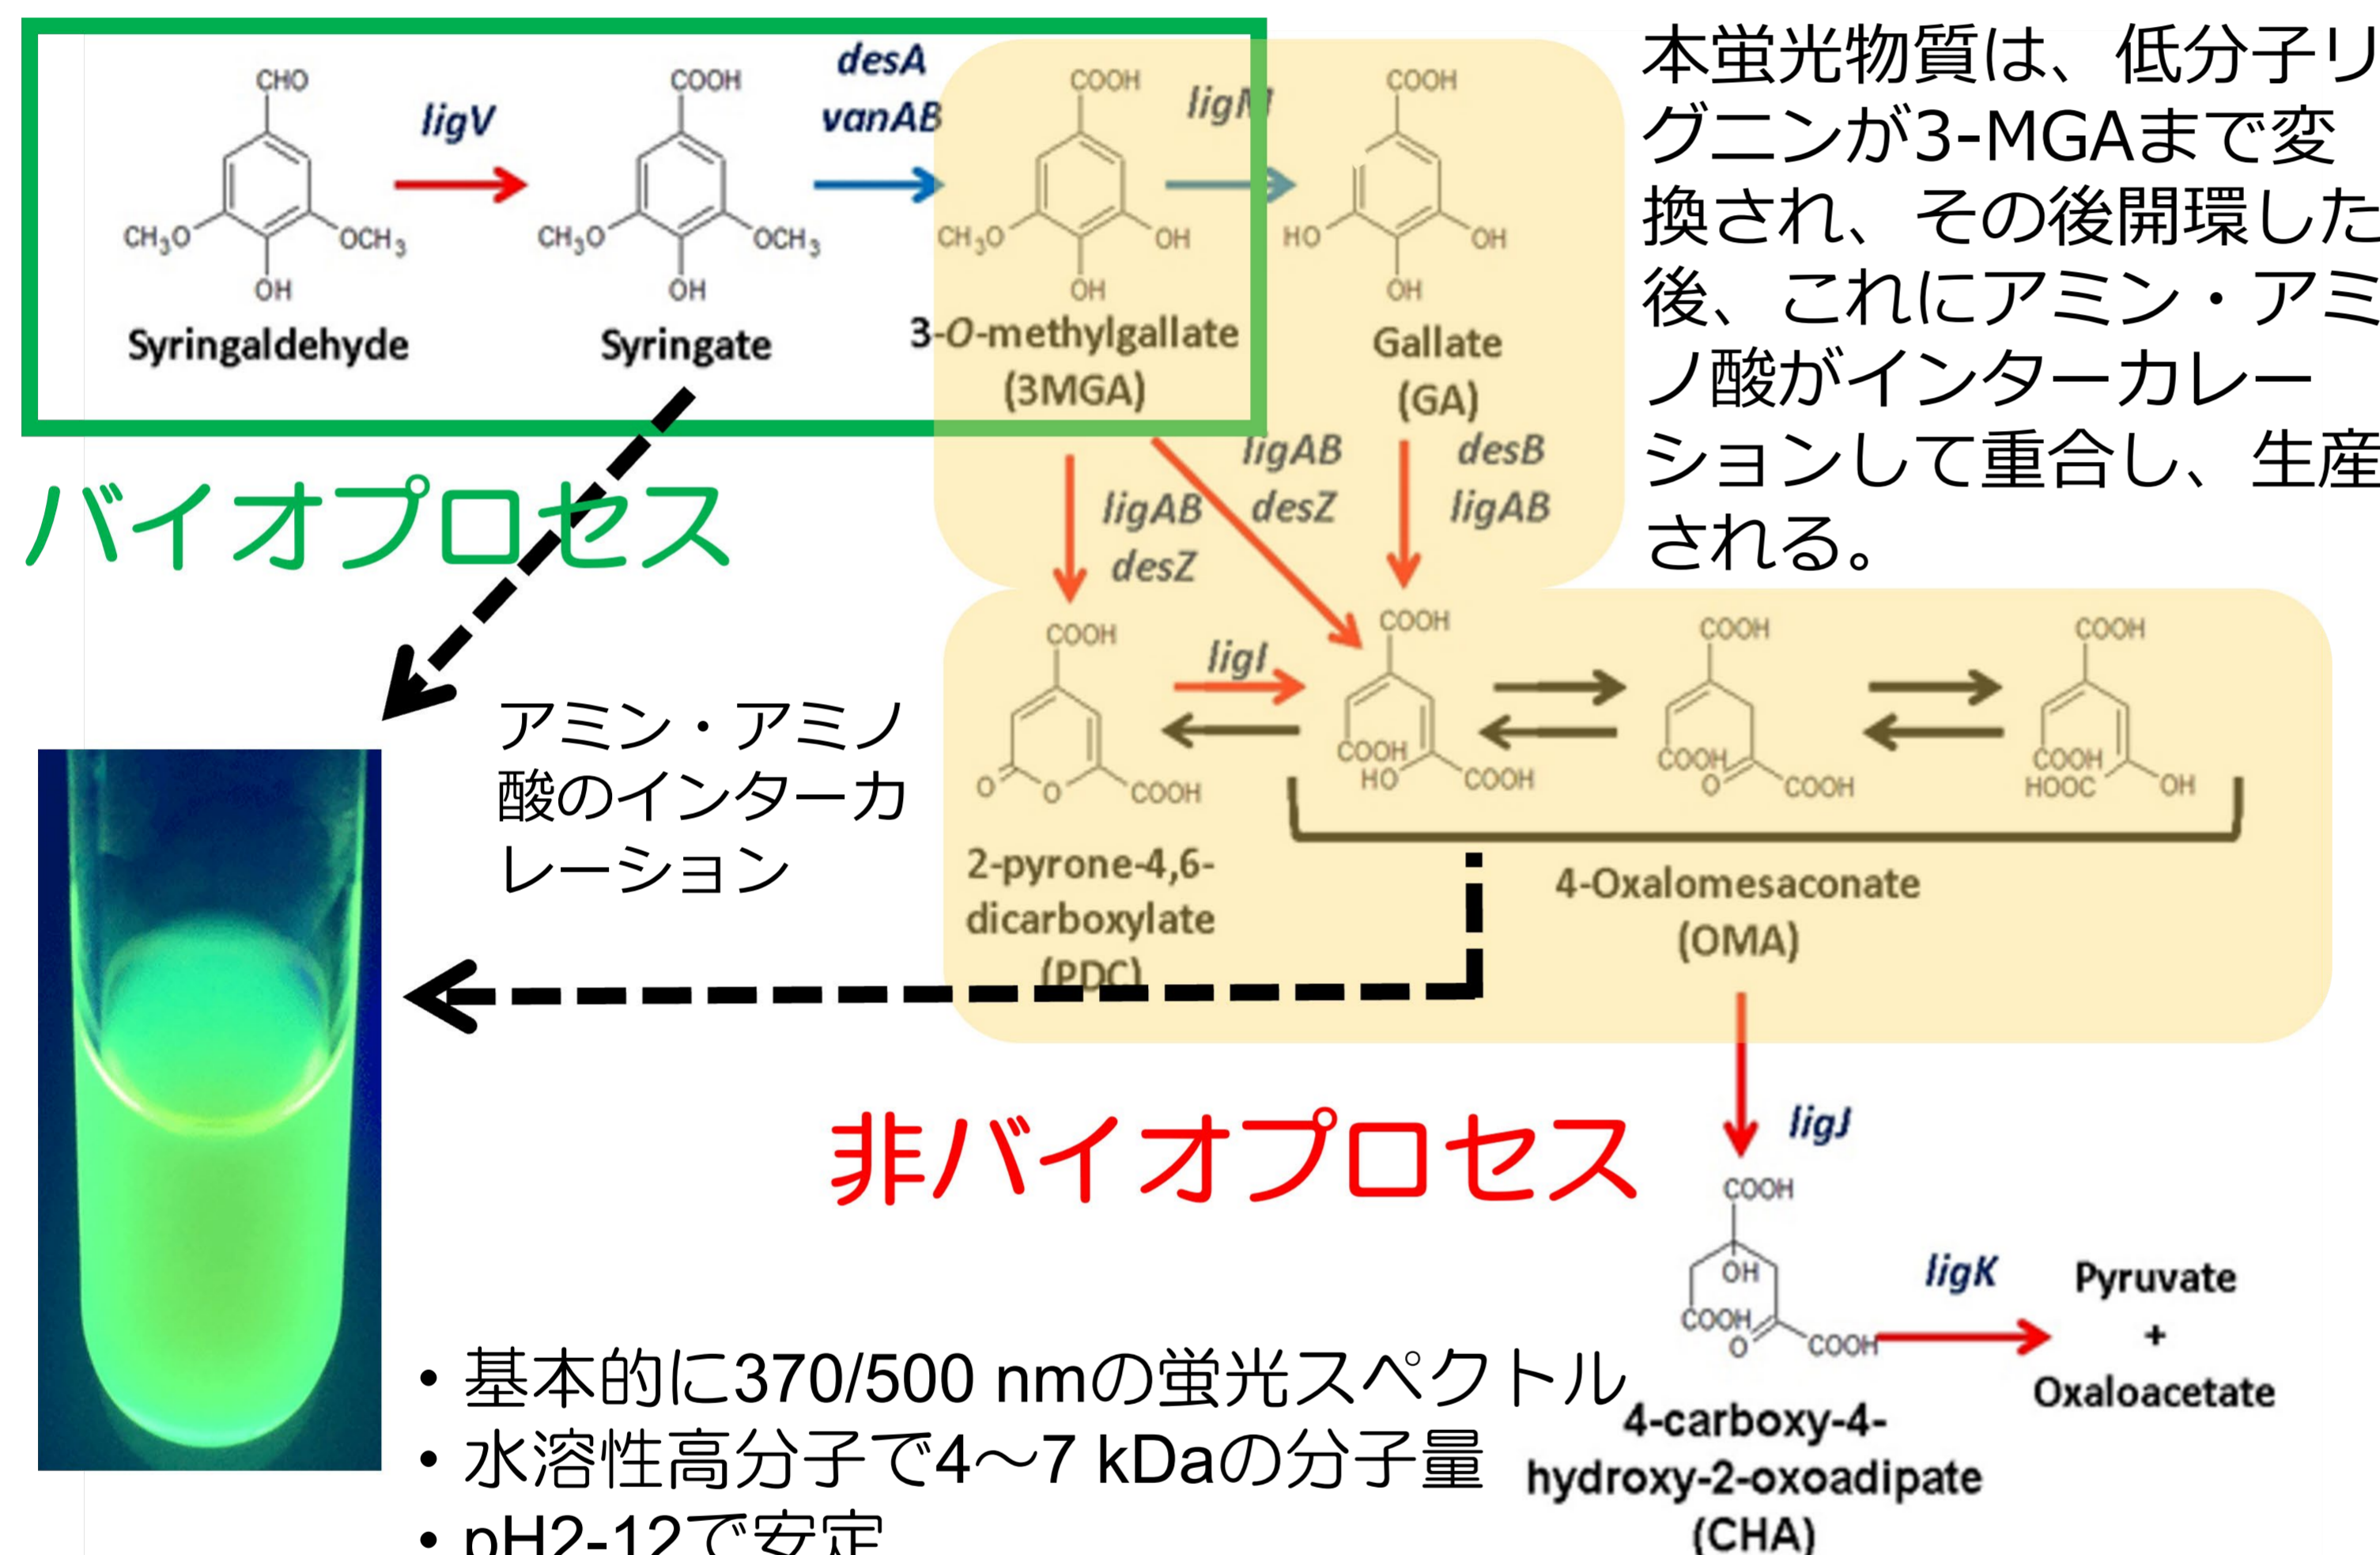 desA
vanAB
ligV
ligM
CHO
CH3O
OCH3
OH
Syringaldehyde
COOH
CH3O
OCH3
OH
Syringate
COOH
CH3O
OH
OH
3-O-methylgallate
(3MGA)
COOH
HO
OH
OH
Gallate
(GA)
本蛍光物質は、低分子リ
グニンが3-MGAまで変
換され、その後開環した
後、これにアミン・アミ
ノ酸がインターカレー
ションして重合し、生産
される。
バイオプロセス
ligAB
desZ
ligAB
desZ
desB
ligAB
アミン・アミノ
酸のインターカ
レーション
COOH
O
O
COOH
2-pyrone-4,6-
dicarboxylate
(PDC)
ligI
COOH
COOH
HO
COOH
COOH
COOH
O
COOH
COOH
COOH
HOOC
OH
4-Oxalomesaconate
(OMA)
非バイオプロセス
ligJ
COOH
OH
COOH
O
COOH
4-carboxy-4-
hydroxy-2-oxoadipate
(CHA)
ligK
Pyruvate
+
Oxaloacetate
・基本的に370/500 nmの蛍光スペクトル
・水溶性高分子で4～7 kDaの分子量
・pH2-12で安定